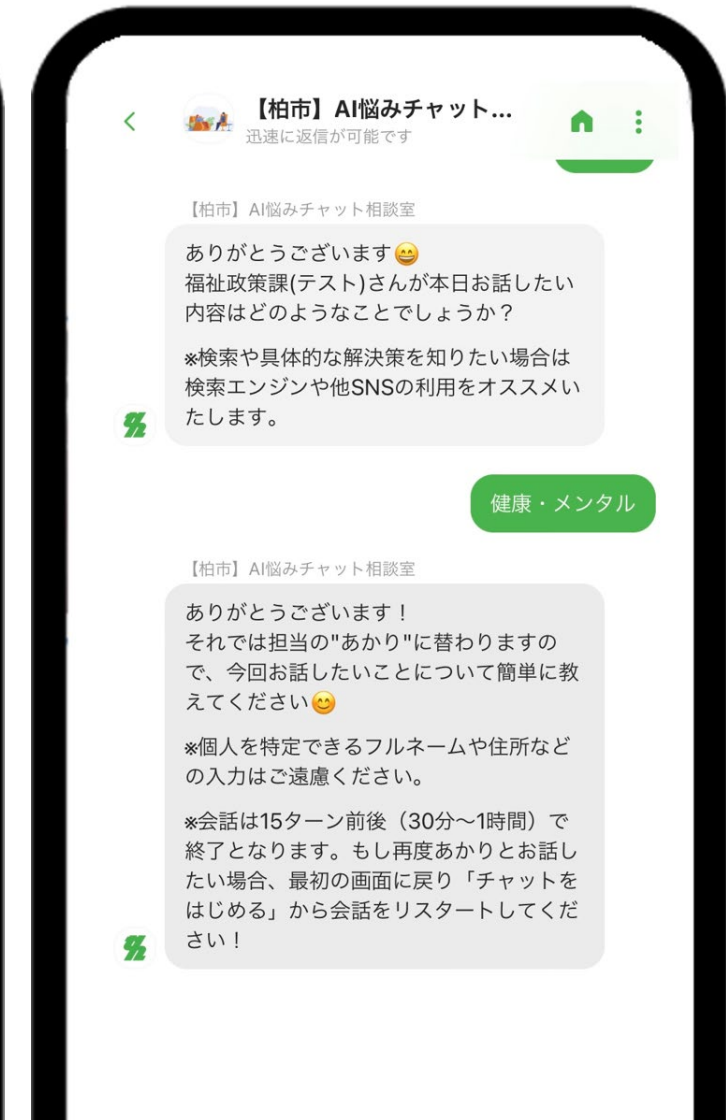 【柏市】AI悩みチャット...
迅速に返信が可能です
【柏市】AI悩みチャット相談室
ありがとうございます😄
福祉政策課(テスト)さんが本日お話したい
内容はどのようなことでしょうか？
※検索や具体的な解決策を知りたい場合は
検索エンジンや他SNSの利用をオススメい
たします。
健康・メンタル
【柏市】AI悩みチャット相談室
ありがとうございます！
それでは担当の"あかり"に替わりますの
で、今回お話したいことについて簡単に教
えてください😊
※個人を特定できるフルネームや住所など
の入力はご遠慮ください。
※会話は15ターン前後（30分〜1時間）で
終了となります。もし再度あかりとお話し
たい場合、最初の画面に戻り「チャットを
はじめる」から会話をリスタートしてくだ
さい！